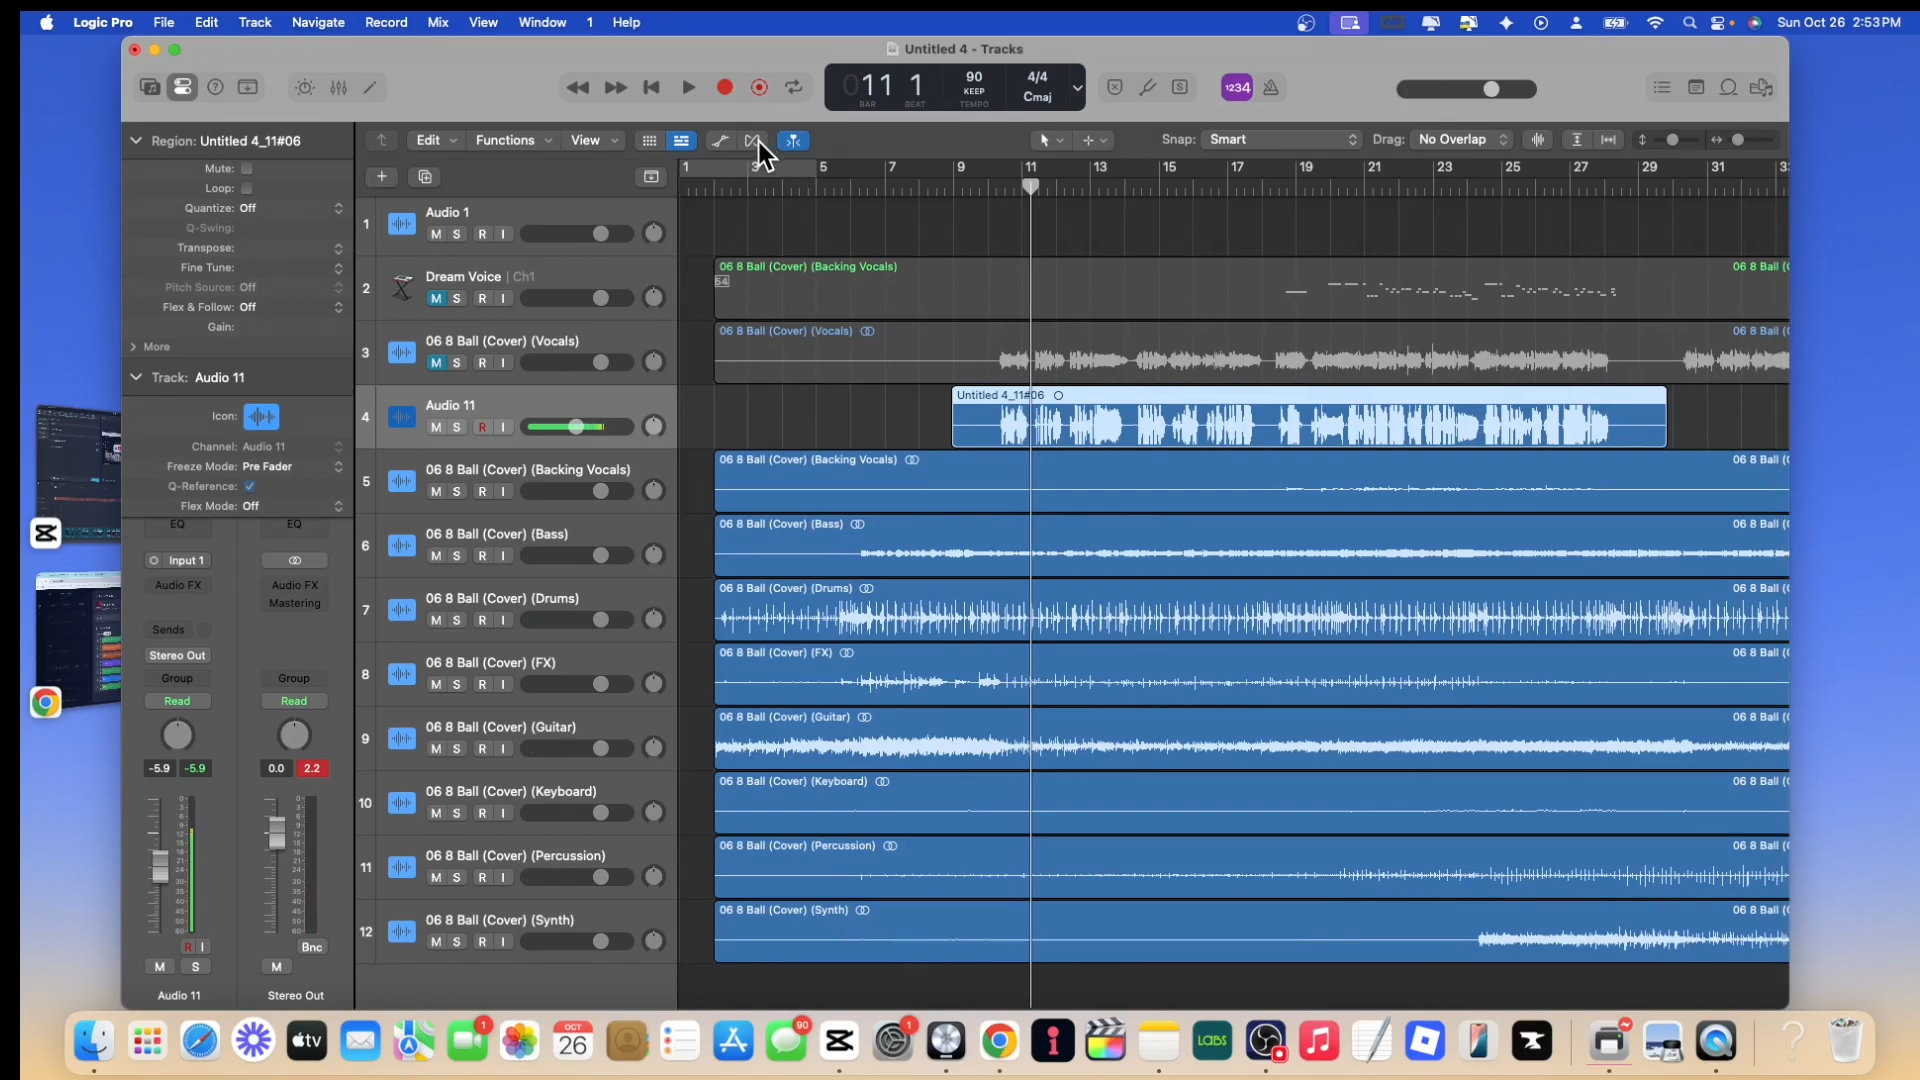 Logic Pro File Edit Track Navigate Record Mix View Window 1 Help
Sun Oct 26 2:53 PM
Untitled 4 - Tracks
011 1 90 4/4
KEEP Cmaj
BAR BEAT TEMPO
1234
S
Region: Untitled 4_11#06
Edit Functions View
Snap: Smart Drag: No Overlap
1 3 5 7 9 11 13 15 17 19 21 23 25 27 29 31 3
Mute:
Loop:
Quantize: Off
Q-Swing:
Transpose:
Fine Tune:
Pitch Source: Off
Flex & Follow: Off
Gain:
More
Track: Audio 11
Icon:
Channel: Audio 11
Freeze Mode: Pre Fader
Q-Reference:
Flex Mode: Off
EQ EQ
Input 1
Audio FX Audio FX
Mastering
Sends
Stereo Out
Group Group
Read Read
-5.9 -5.9 0.0 2.2
R I Bnc
M S M
Audio 11 Stereo Out
1 Audio 1
M S R I
2 Dream Voice | Ch1
M S R I
06 8 Ball (Cover) (Backing Vocals) 06 8 Ball (
54
3 06 8 Ball (Cover) (Vocals)
M S R I
06 8 Ball (Cover) (Vocals) 06 8 Ball (
4 Audio 11
M S R I
Untitled 4_11#06
5 06 8 Ball (Cover) (Backing Vocals)
M S R I
06 8 Ball (Cover) (Backing Vocals) 06 8 Ball (
6 06 8 Ball (Cover) (Bass)
M S R I
06 8 Ball (Cover) (Bass) 06 8 Ball (
7 06 8 Ball (Cover) (Drums)
M S R I
06 8 Ball (Cover) (Drums) 06 8 Ball (
8 06 8 Ball (Cover) (FX)
M S R I
06 8 Ball (Cover) (FX) 06 8 Ball (
9 06 8 Ball (Cover) (Guitar)
M S R I
06 8 Ball (Cover) (Guitar) 06 8 Ball (
10 06 8 Ball (Cover) (Keyboard)
M S R I
06 8 Ball (Cover) (Keyboard) 06 8 Ball (
11 06 8 Ball (Cover) (Percussion)
M S R I
06 8 Ball (Cover) (Percussion) 06 8 Ball (
12 06 8 Ball (Cover) (Synth)
M S R I
06 8 Ball (Cover) (Synth) 06 8 Ball (
tv
1
OCT
26
90
1
LABS